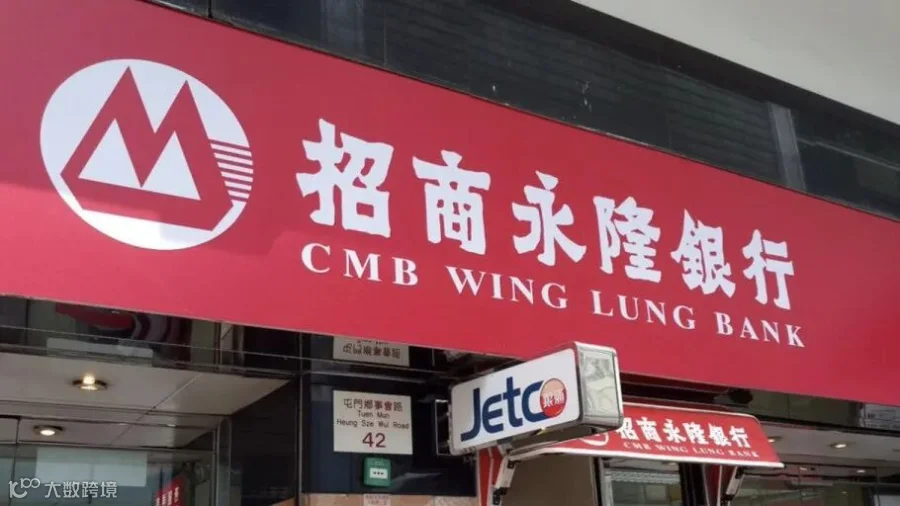 招商永隆銀行
CMB WING LUNG BANK
屯門鄉事會路
Tuen Mun
Heung Sze Wui Road
42
Jetco
銀通
招商永隆銀行
CMB WING LUNG BANK
大数跨境